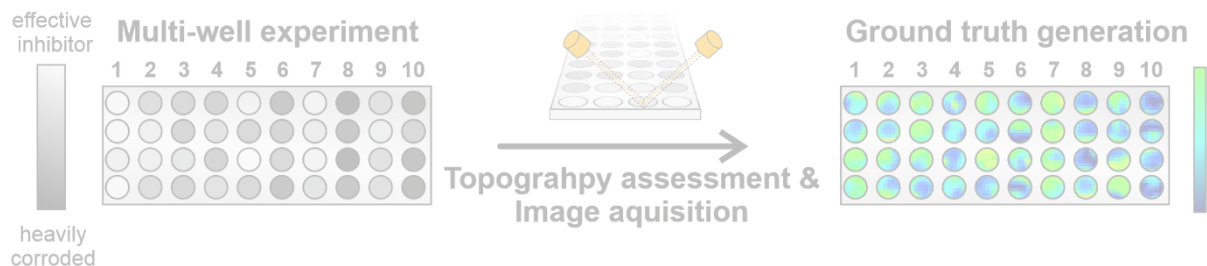 effective
inhibitor
Multi-well experiment
1 2 3 4 5 6 7 8 9 10
heavily
corroded
Topograhpy assessment &
Image aquisition
Ground truth generation
1 2 3 4 5 6 7 8 9 10